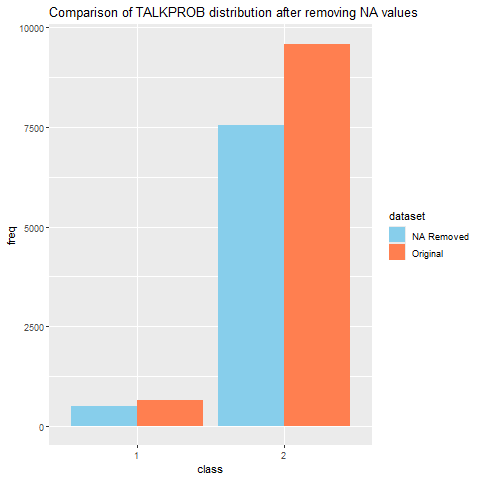 Comparison of TALKPROB distribution after removing NA values
10000
7500
5000
2500
0
freq
1
2
class
dataset
NA Removed
Original